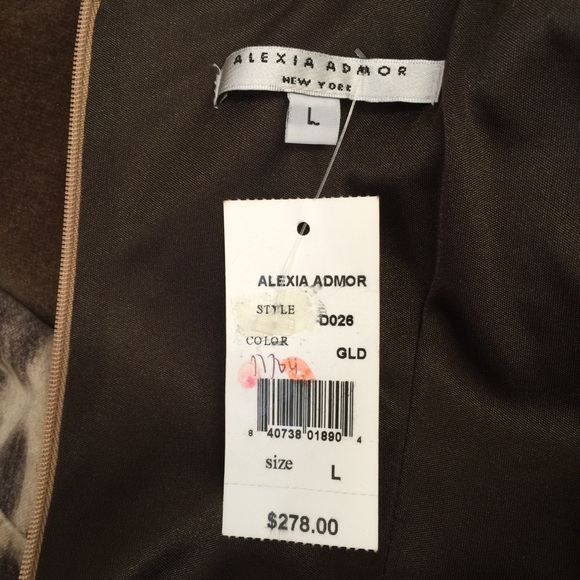 ALEXIA ADMOR
NEW YORK
L
ALEXIA ADMOR
STYLE D026
COLOR GLD
8 40738 01890 4
size L
$278.00